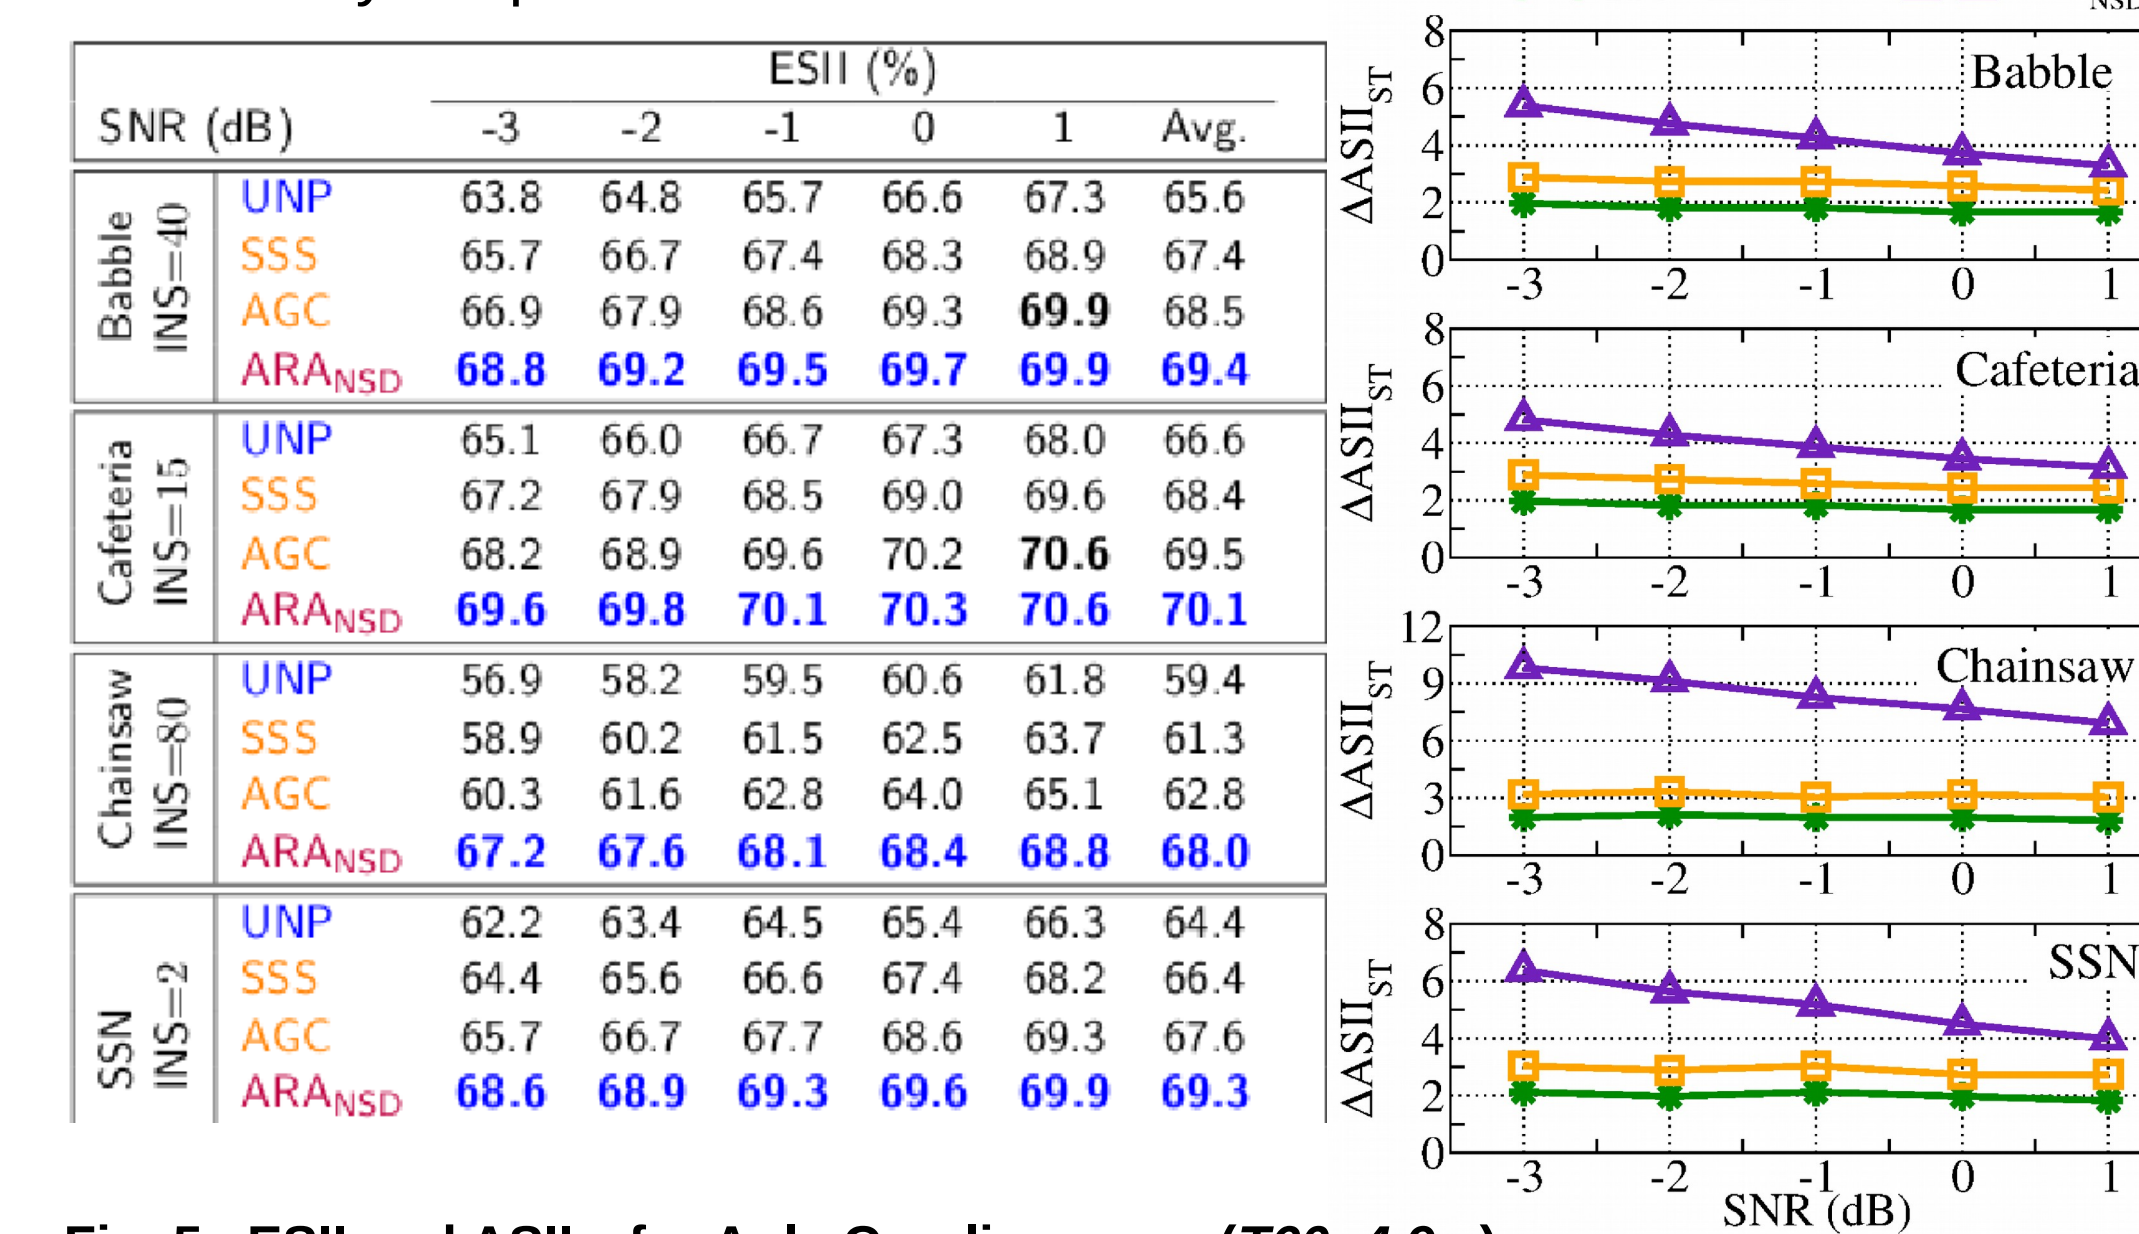 ESII (%)
SNR (dB) -3 -2 -1 0 1 Avg.
Babble INS=40
UNP 63.8 64.8 65.7 66.6 67.3 65.6
SSS 65.7 66.7 67.4 68.3 68.9 67.4
AGC 66.9 67.9 68.6 69.3 69.9 68.5
ARA_NSD 68.8 69.2 69.5 69.7 69.9 69.4
Cafeteria INS=15
UNP 65.1 66.0 66.7 67.3 68.0 66.6
SSS 67.2 67.9 68.5 69.0 69.6 68.4
AGC 68.2 68.9 69.6 70.2 70.6 69.5
ARA_NSD 69.6 69.8 70.1 70.3 70.6 70.1
Chainsaw INS=80
UNP 56.9 58.2 59.5 60.6 61.8 59.4
SSS 58.9 60.2 61.5 62.5 63.7 61.3
AGC 60.3 61.6 62.8 64.0 65.1 62.8
ARA_NSD 67.2 67.6 68.1 68.4 68.8 68.0
SSN INS=2
UNP 62.2 63.4 64.5 65.4 66.3 64.4
SSS 64.4 65.6 66.6 67.4 68.2 66.4
AGC 65.7 66.7 67.7 68.6 69.3 67.6
ARA_NSD 68.6 68.9 69.3 69.6 69.9 69.3
NSD
Babble
ΔASII_ST
8
6
4
2
0
-3 -2 -1 0 1
Cafeteria
ΔASII_ST
8
6
4
2
0
-3 -2 -1 0 1
Chainsaw
ΔASII_ST
12
9
6
3
0
-3 -2 -1 0 1
SSN
ΔASII_ST
8
6
4
2
0
-3 -2 -1 0 1
SNR (dB)